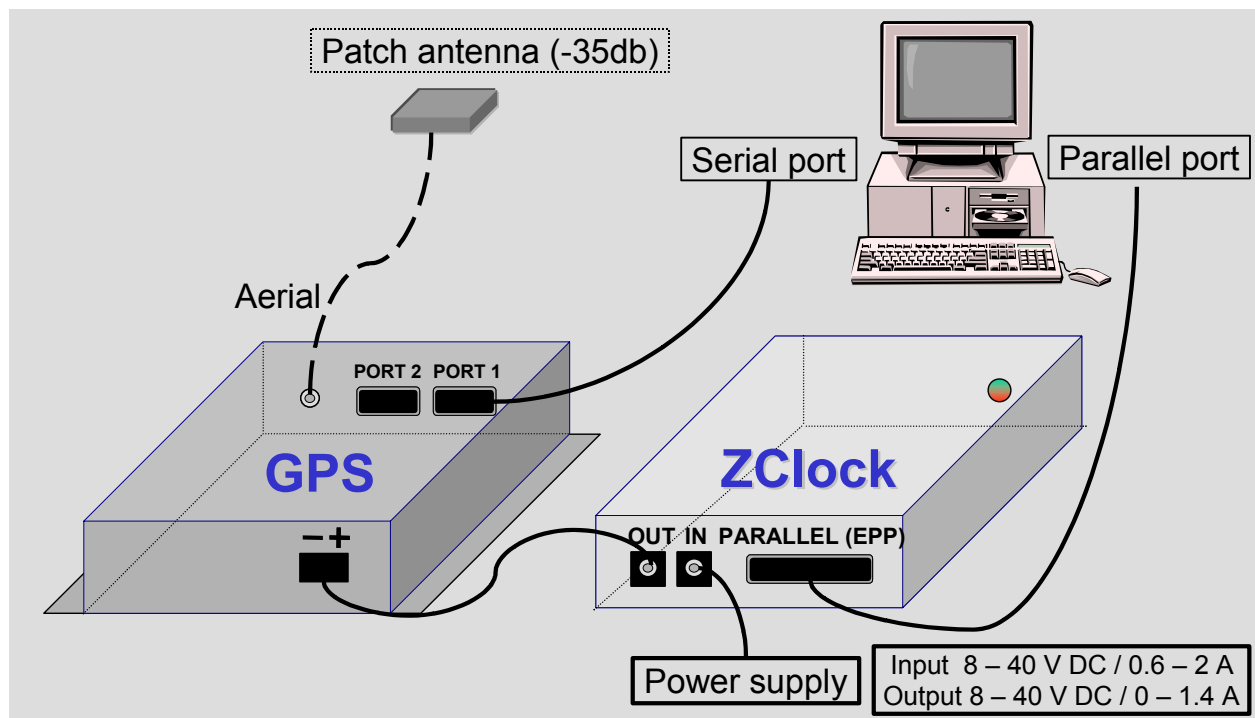 Patch antenna (-35db)
Serial port
Parallel port
Aerial
PORT 2 PORT 1
GPS
ZClock
– +
OUT IN PARALLEL (EPP)
Power supply
Input 8 – 40 V DC / 0.6 – 2 A
Output 8 – 40 V DC / 0 – 1.4 A